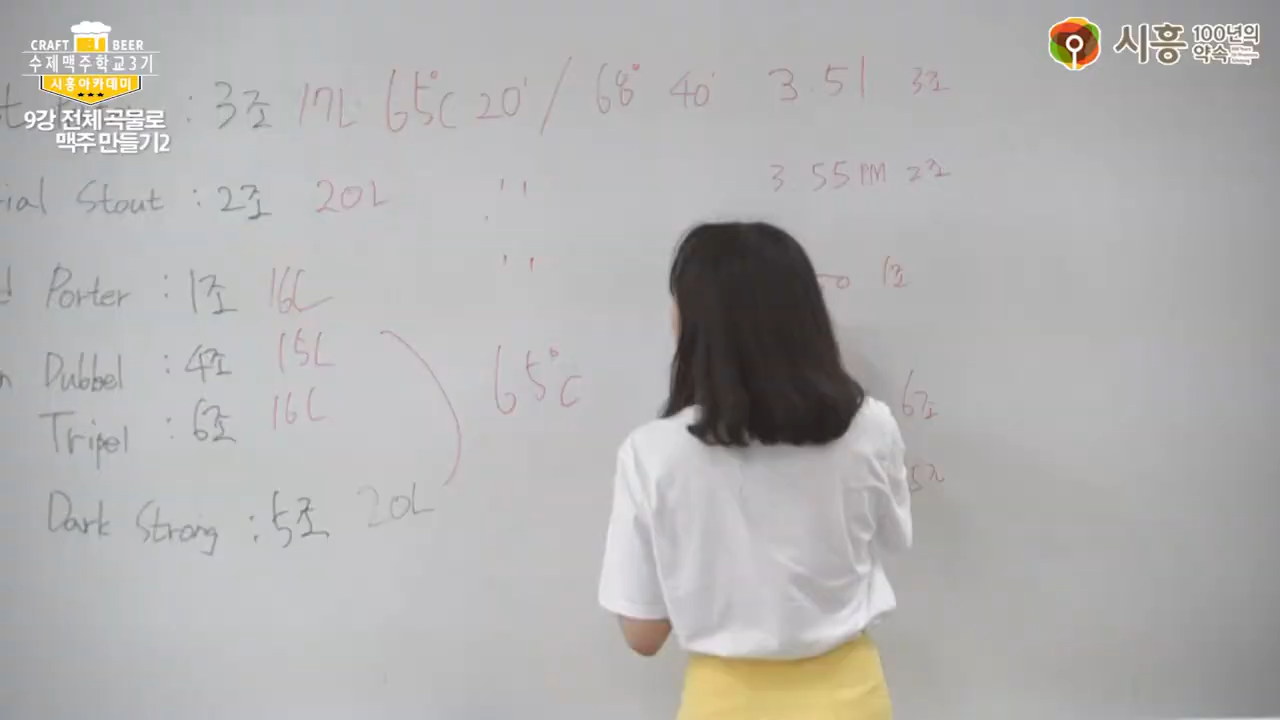 CRAFT BEER
수제맥주학교3기
시흥아카데미
9강 전체 곡물로
맥주 만들기2
시흥 100년의
약속
: 3조 17L 65°C 20' / 68° 40' 3.51 3조
Stout : 2조 20L '' 3 55PM 2조
Porter : 1조 16L '' 1조
Dubbel : 4조 15L 65°C
Tripel : 6조 16L 6조
Dark Strong : 5조 20L 5조